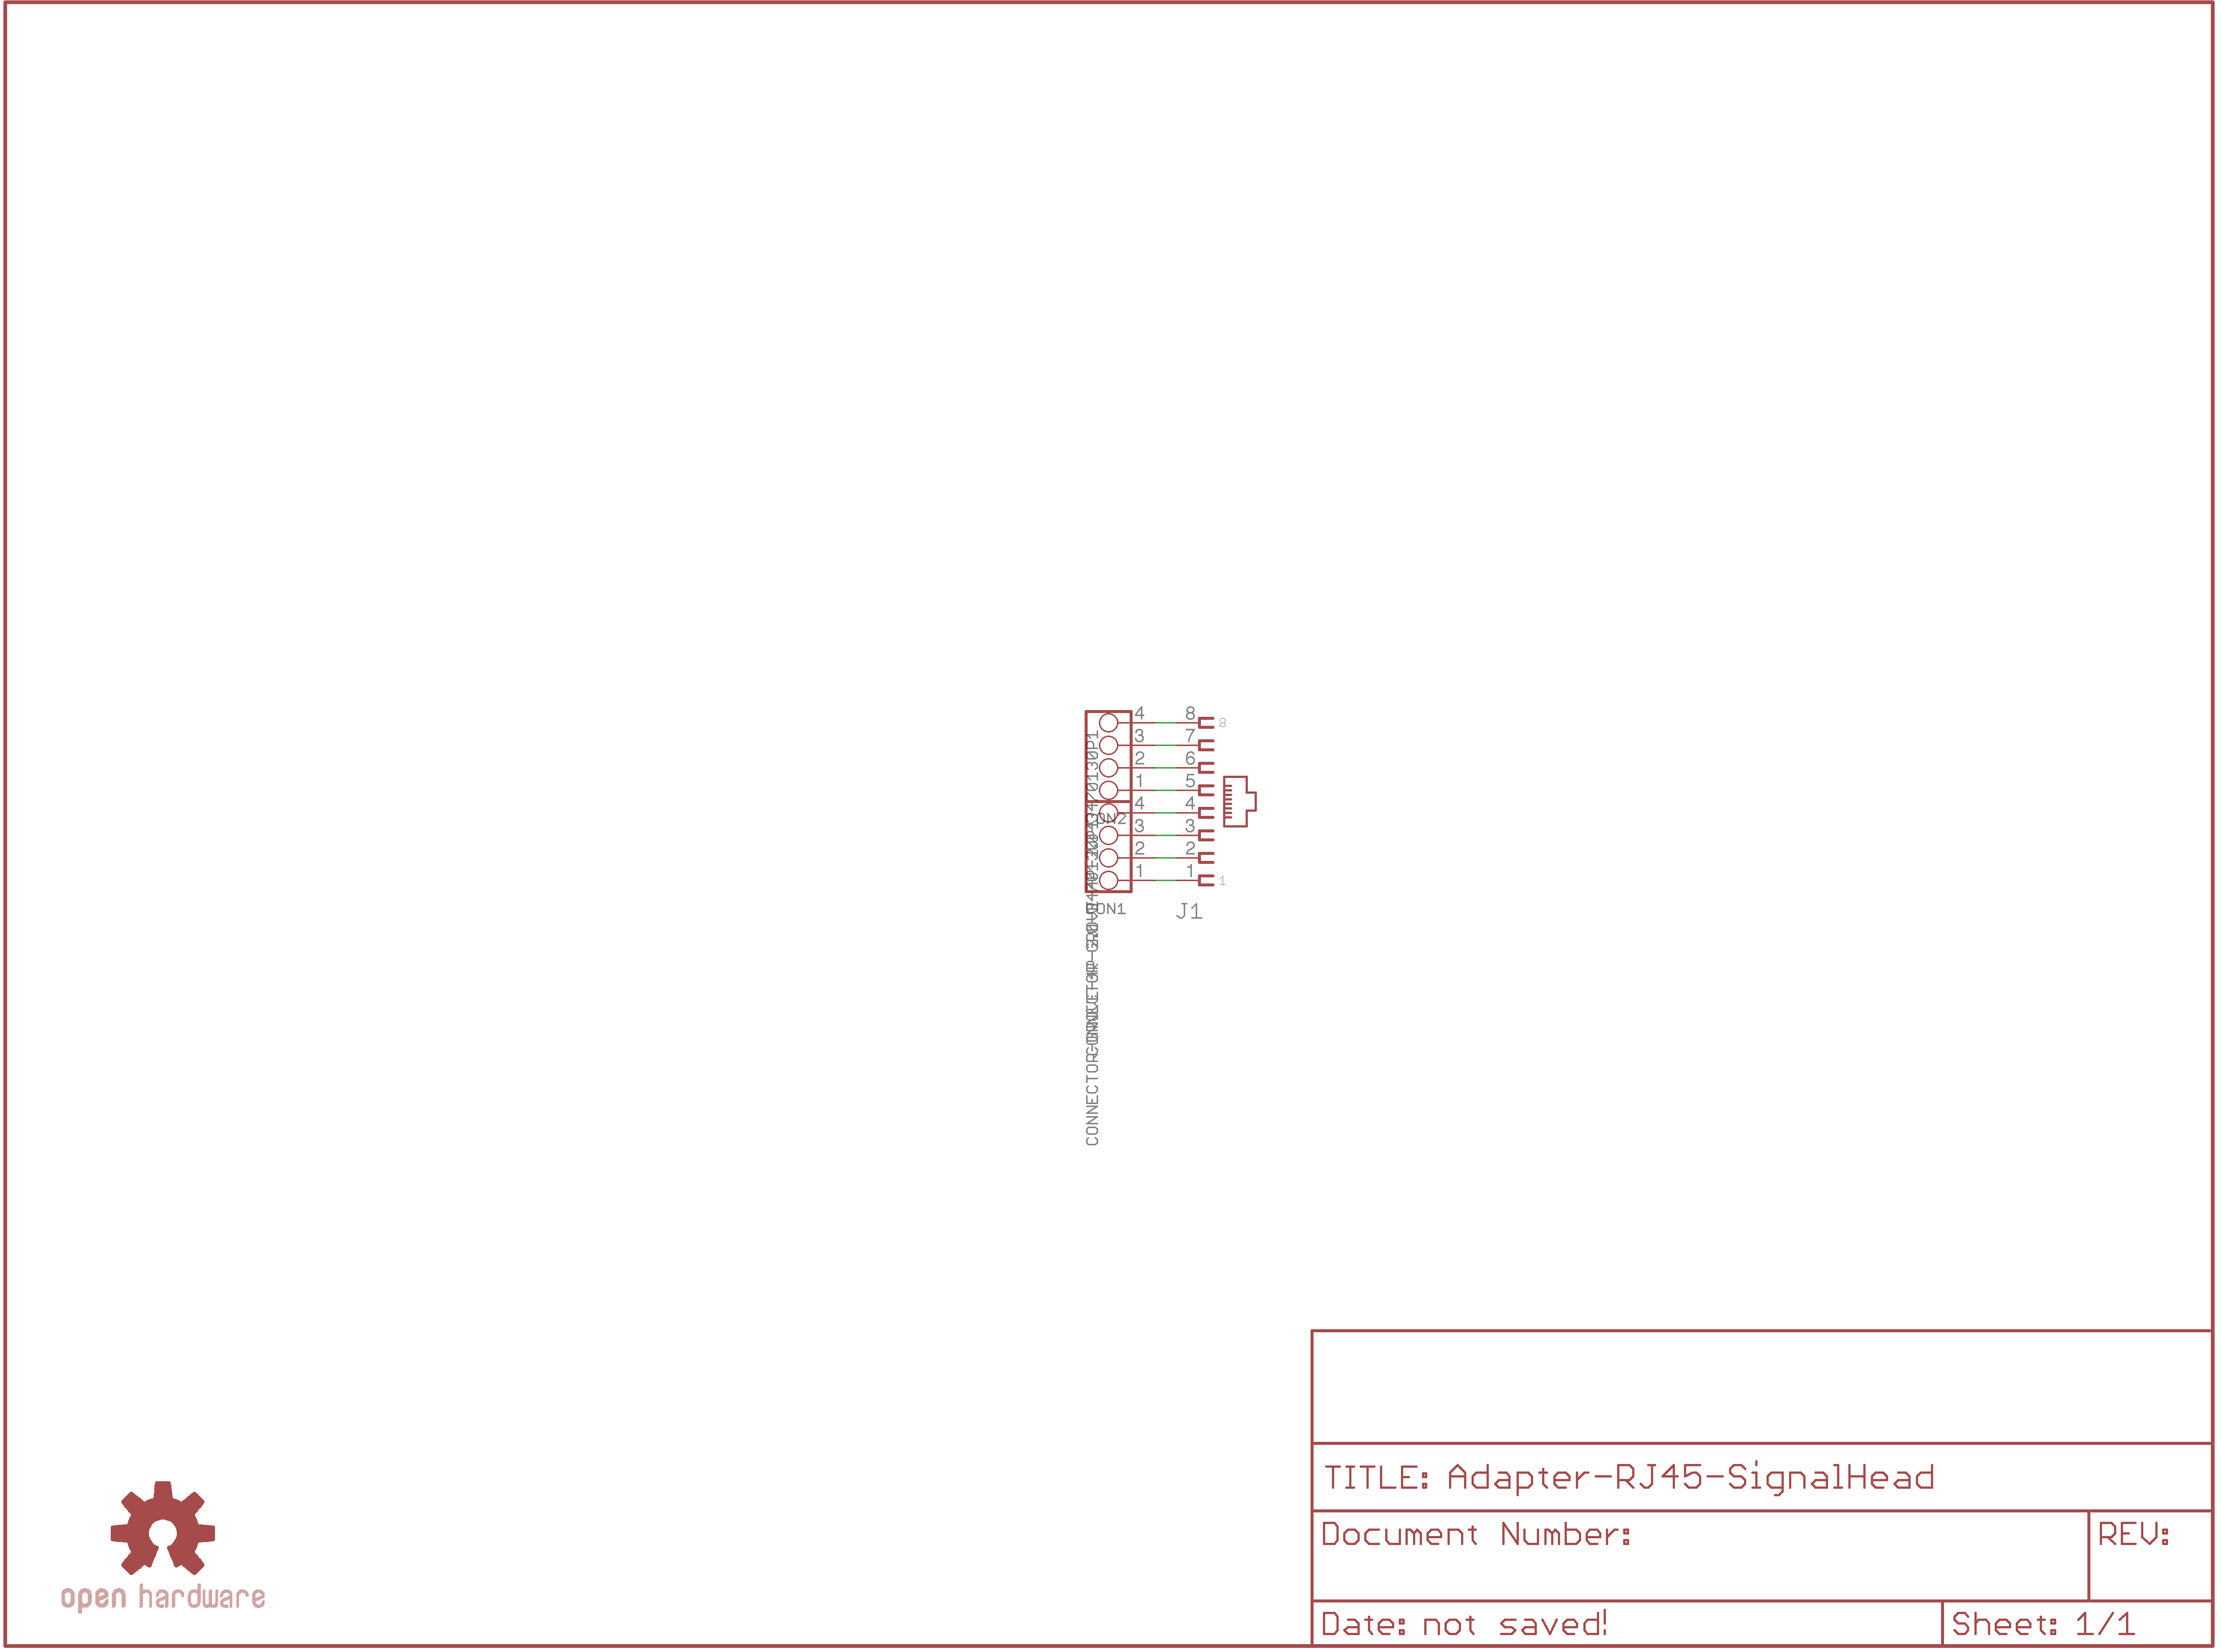 4 8 8
3 7
2 6
1 5
4 4
CON2
3 3
2 2
1 1 1
CON1 J1
TITLE: Adapter-RJ45-SignalHead
Document Number:
REV:
open hardware
Date: not saved!
Sheet: 1/1